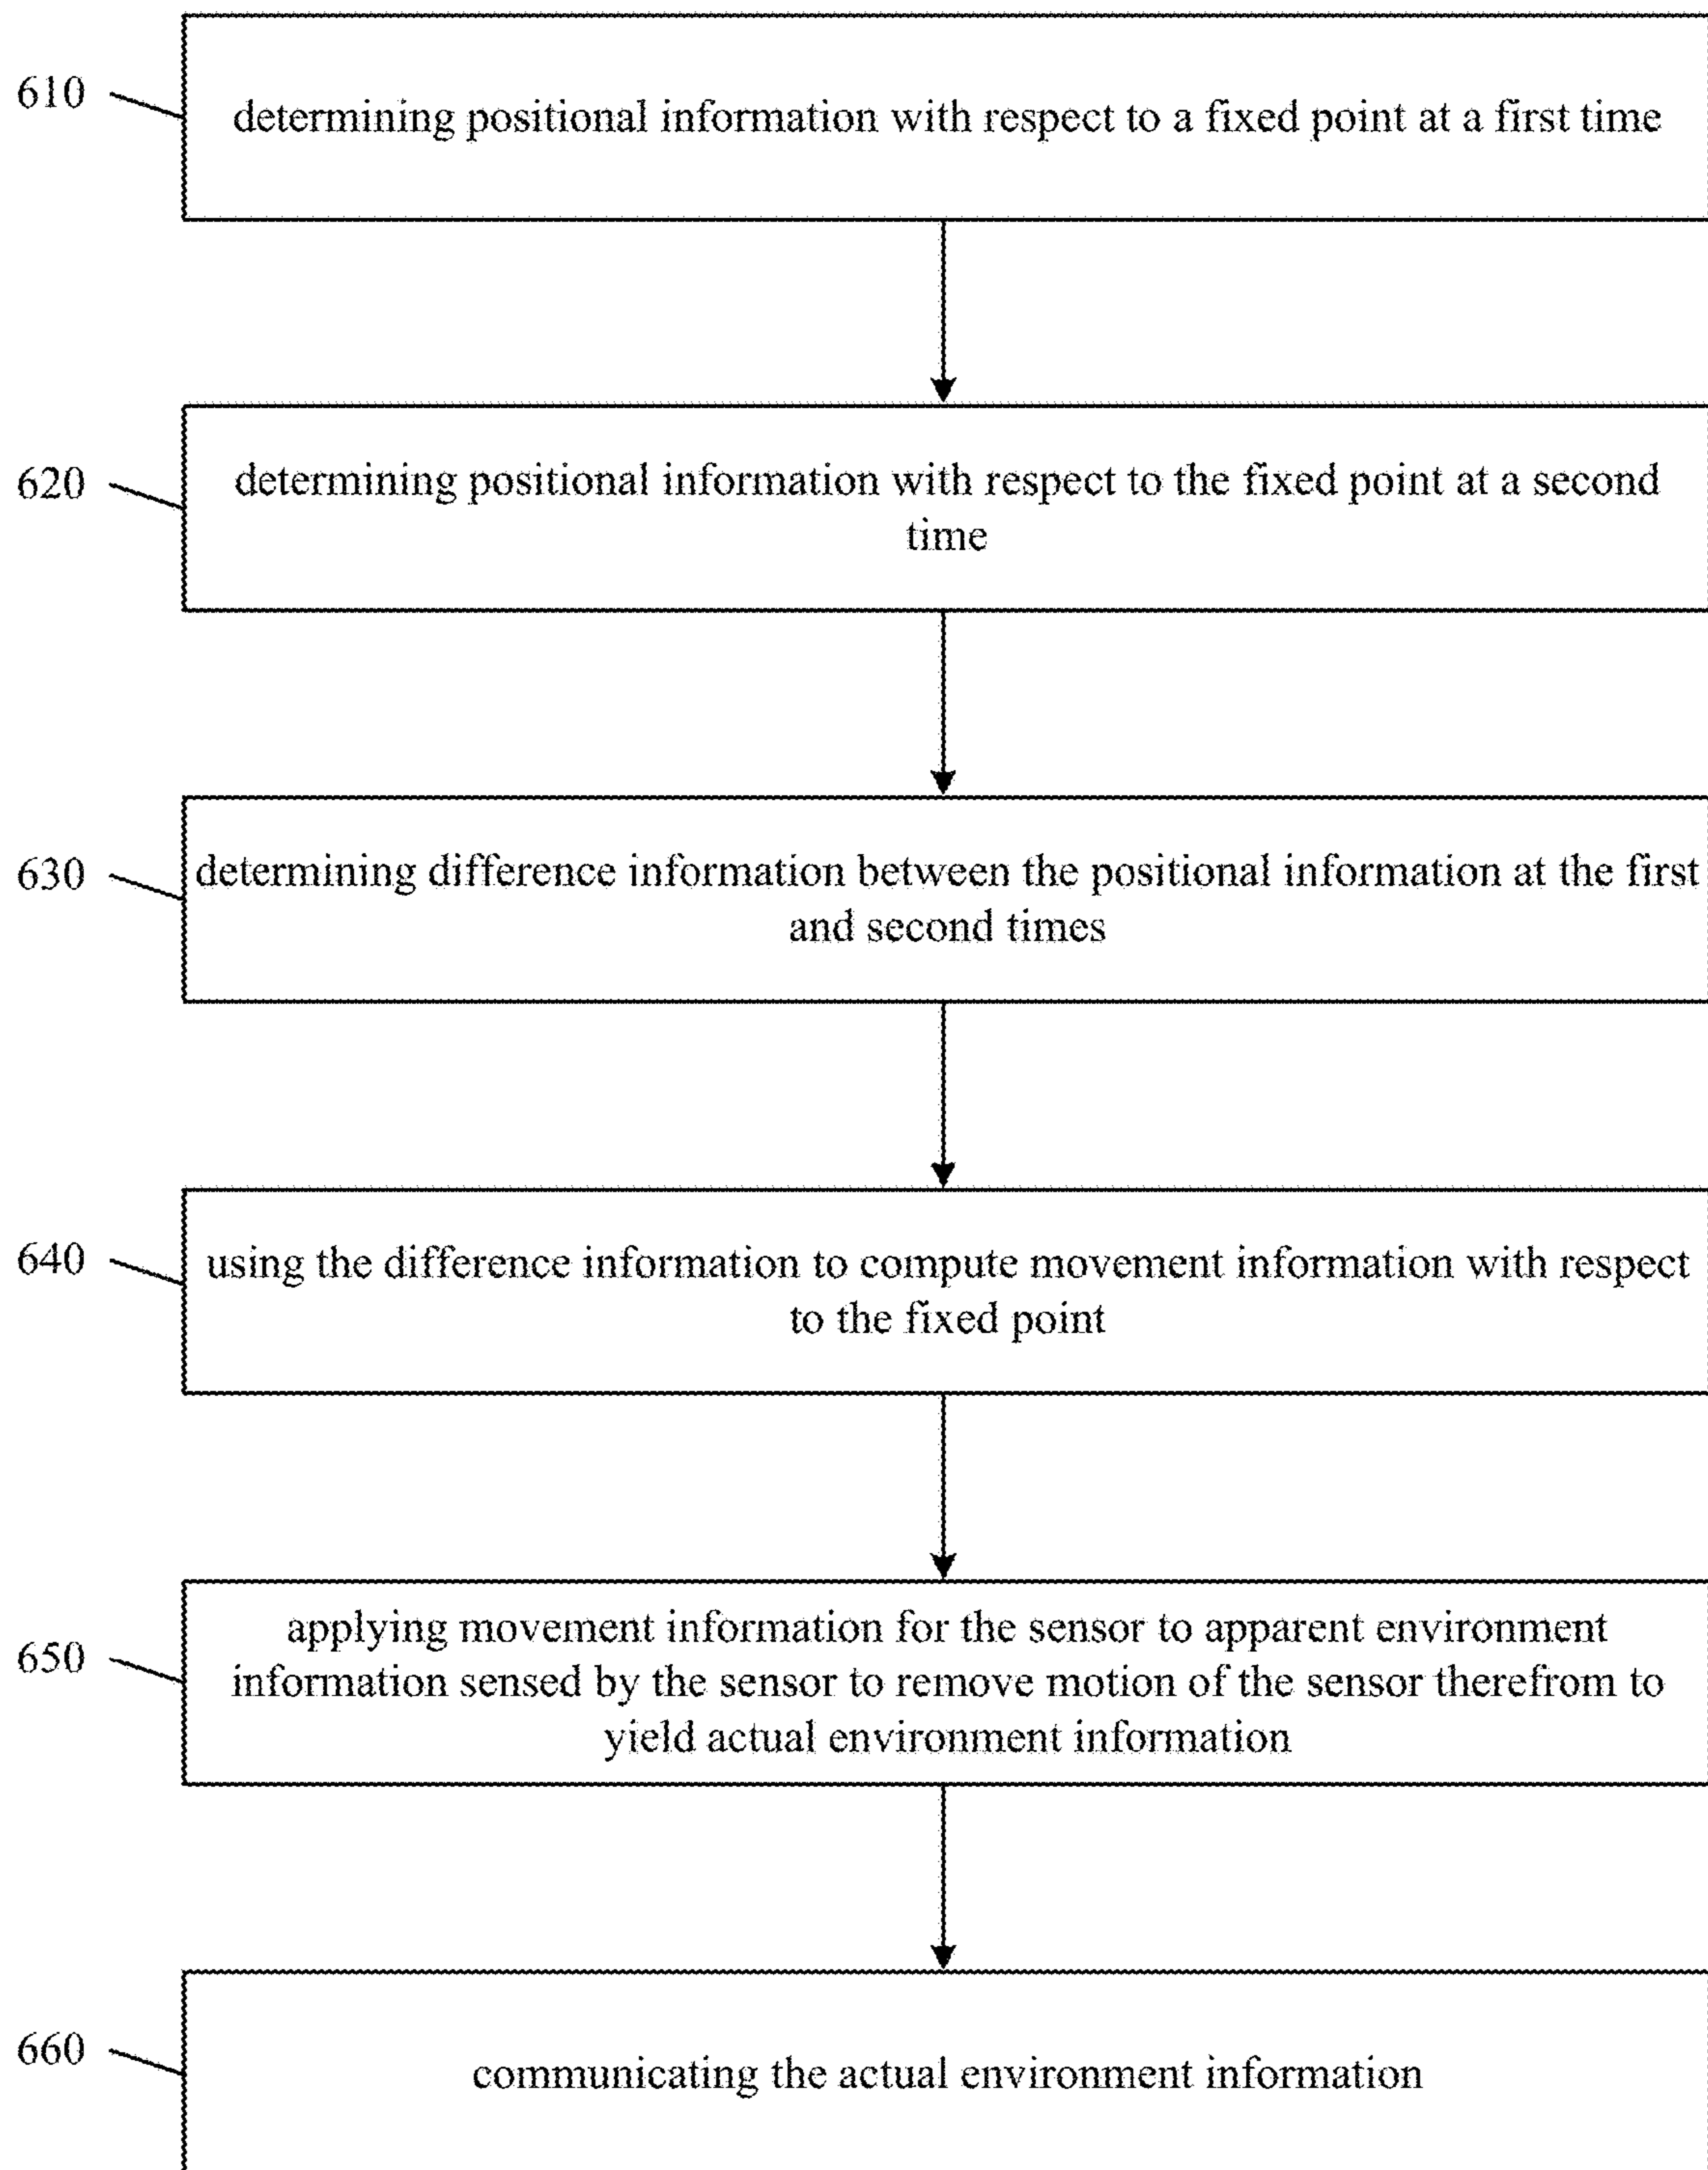 610
determining positional information with respect to a fixed point at a first time
620
determining positional information with respect to the fixed point at a second
time
630
determining difference information between the positional information at the first
and second times
640
using the difference information to compute movement information with respect
to the fixed point
650
applying movement information for the sensor to apparent environment
information sensed by the sensor to remove motion of the sensor therefrom to
yield actual environment information
660
communicating the actual environment information